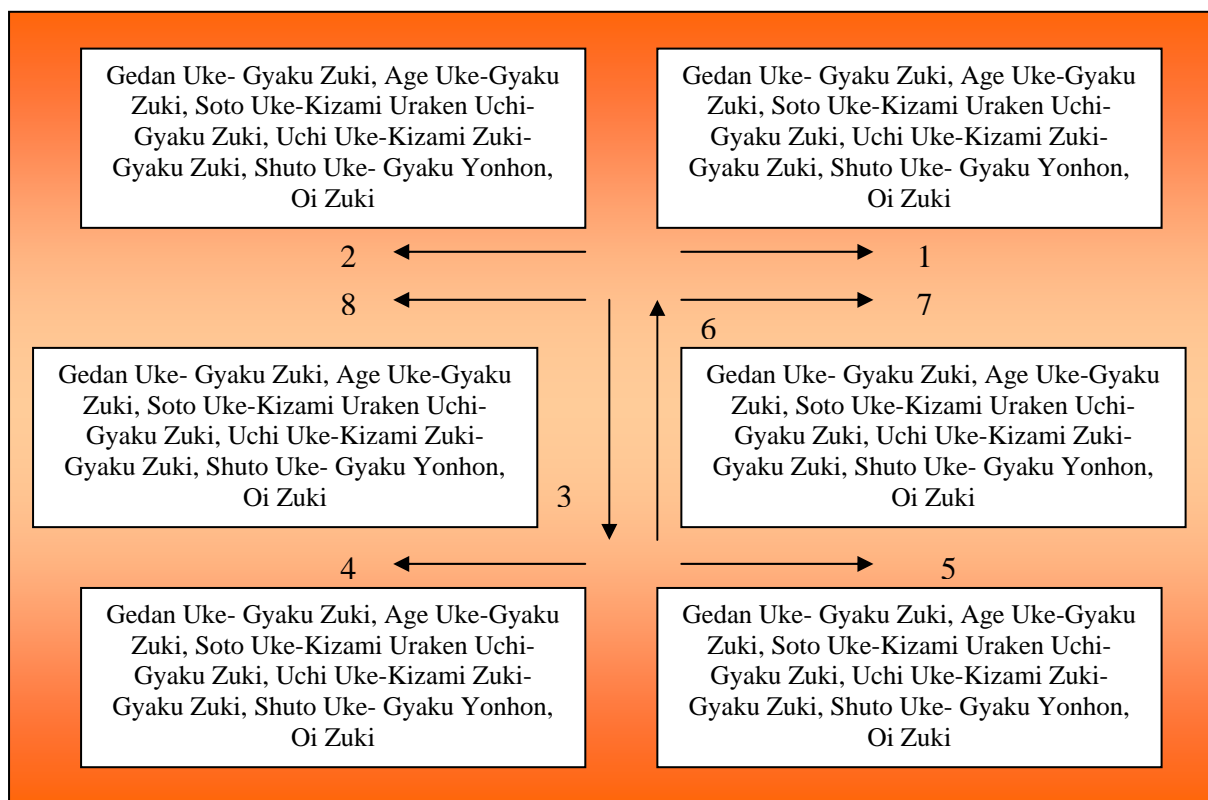 Gedan Uke- Gyaku Zuki, Age Uke-Gyaku
Zuki, Soto Uke-Kizami Uraken Uchi-
Gyaku Zuki, Uchi Uke-Kizami Zuki-
Gyaku Zuki, Shuto Uke- Gyaku Yonhon,
Oi Zuki
Gedan Uke- Gyaku Zuki, Age Uke-Gyaku
Zuki, Soto Uke-Kizami Uraken Uchi-
Gyaku Zuki, Uchi Uke-Kizami Zuki-
Gyaku Zuki, Shuto Uke- Gyaku Yonhon,
Oi Zuki
2
1
8
7
6
Gedan Uke- Gyaku Zuki, Age Uke-Gyaku
Zuki, Soto Uke-Kizami Uraken Uchi-
Gyaku Zuki, Uchi Uke-Kizami Zuki-
Gyaku Zuki, Shuto Uke- Gyaku Yonhon,
Oi Zuki
3
Gedan Uke- Gyaku Zuki, Age Uke-Gyaku
Zuki, Soto Uke-Kizami Uraken Uchi-
Gyaku Zuki, Uchi Uke-Kizami Zuki-
Gyaku Zuki, Shuto Uke- Gyaku Yonhon,
Oi Zuki
4
5
Gedan Uke- Gyaku Zuki, Age Uke-Gyaku
Zuki, Soto Uke-Kizami Uraken Uchi-
Gyaku Zuki, Uchi Uke-Kizami Zuki-
Gyaku Zuki, Shuto Uke- Gyaku Yonhon,
Oi Zuki
Gedan Uke- Gyaku Zuki, Age Uke-Gyaku
Zuki, Soto Uke-Kizami Uraken Uchi-
Gyaku Zuki, Uchi Uke-Kizami Zuki-
Gyaku Zuki, Shuto Uke- Gyaku Yonhon,
Oi Zuki